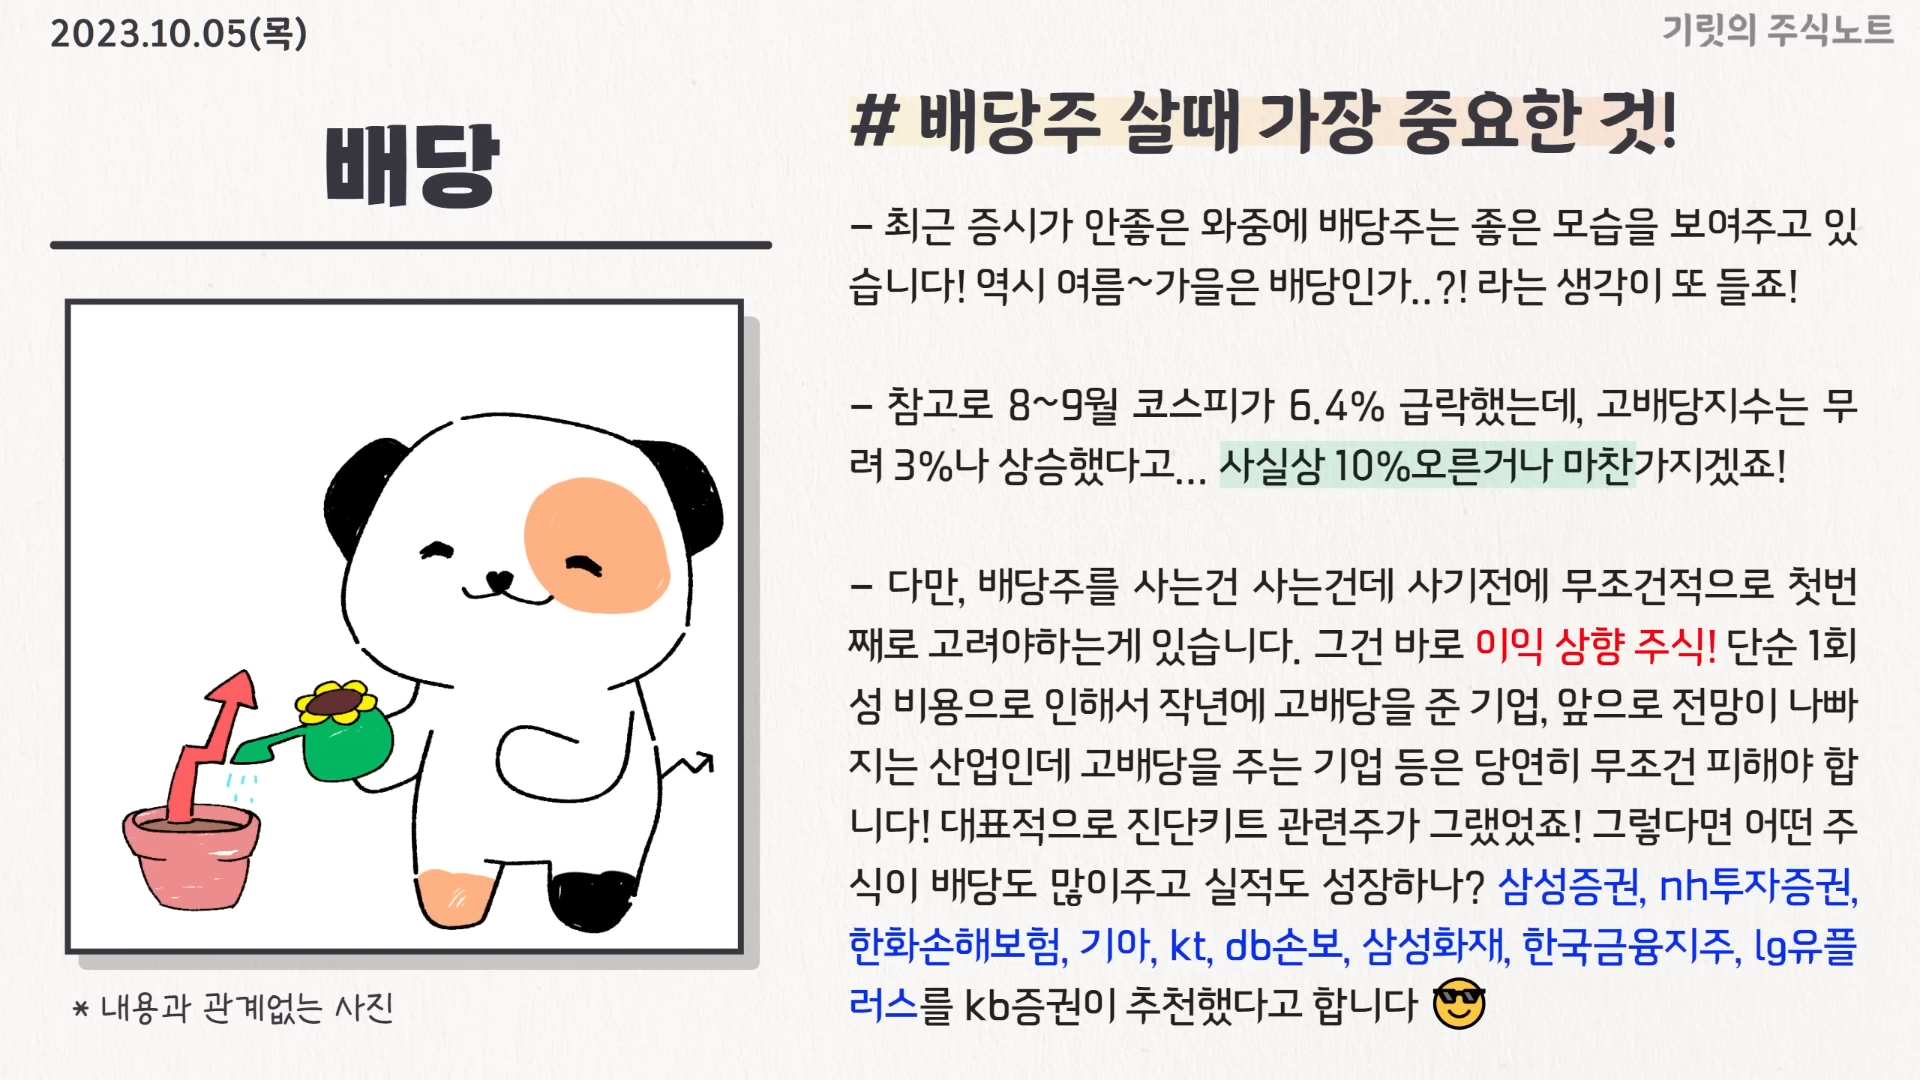 2023.10.05(목)
기릿의 주식노트
배당
# 배당주 살때 가장 중요한 것!
- 최근 증시가 안좋은 와중에 배당주는 좋은 모습을 보여주고 있
습니다! 역시 여름~가을은 배당인가..?! 라는 생각이 또 들죠!
- 참고로 8~9월 코스피가 6.4% 급락했는데, 고배당지수는 무
려 3%나 상승했다고... 사실상 10%오른거나 마찬가지겠죠!
- 다만, 배당주를 사는건 사는건데 사기전에 무조건적으로 첫번
째로 고려야하는게 있습니다. 그건 바로 이익 상향 주식! 단순 1회
성 비용으로 인해서 작년에 고배당을 준 기업, 앞으로 전망이 나빠
지는 산업인데 고배당을 주는 기업 등은 당연히 무조건 피해야 합
니다! 대표적으로 진단키트 관련주가 그랬었죠! 그렇다면 어떤 주
식이 배당도 많이주고 실적도 성장하나? 삼성증권, nh투자증권,
한화손해보험, 기아, kt, db손보, 삼성화재, 한국금융지주, lg유플
러스를 kb증권이 추천했다고 합니다 😎
* 내용과 관계없는 사진